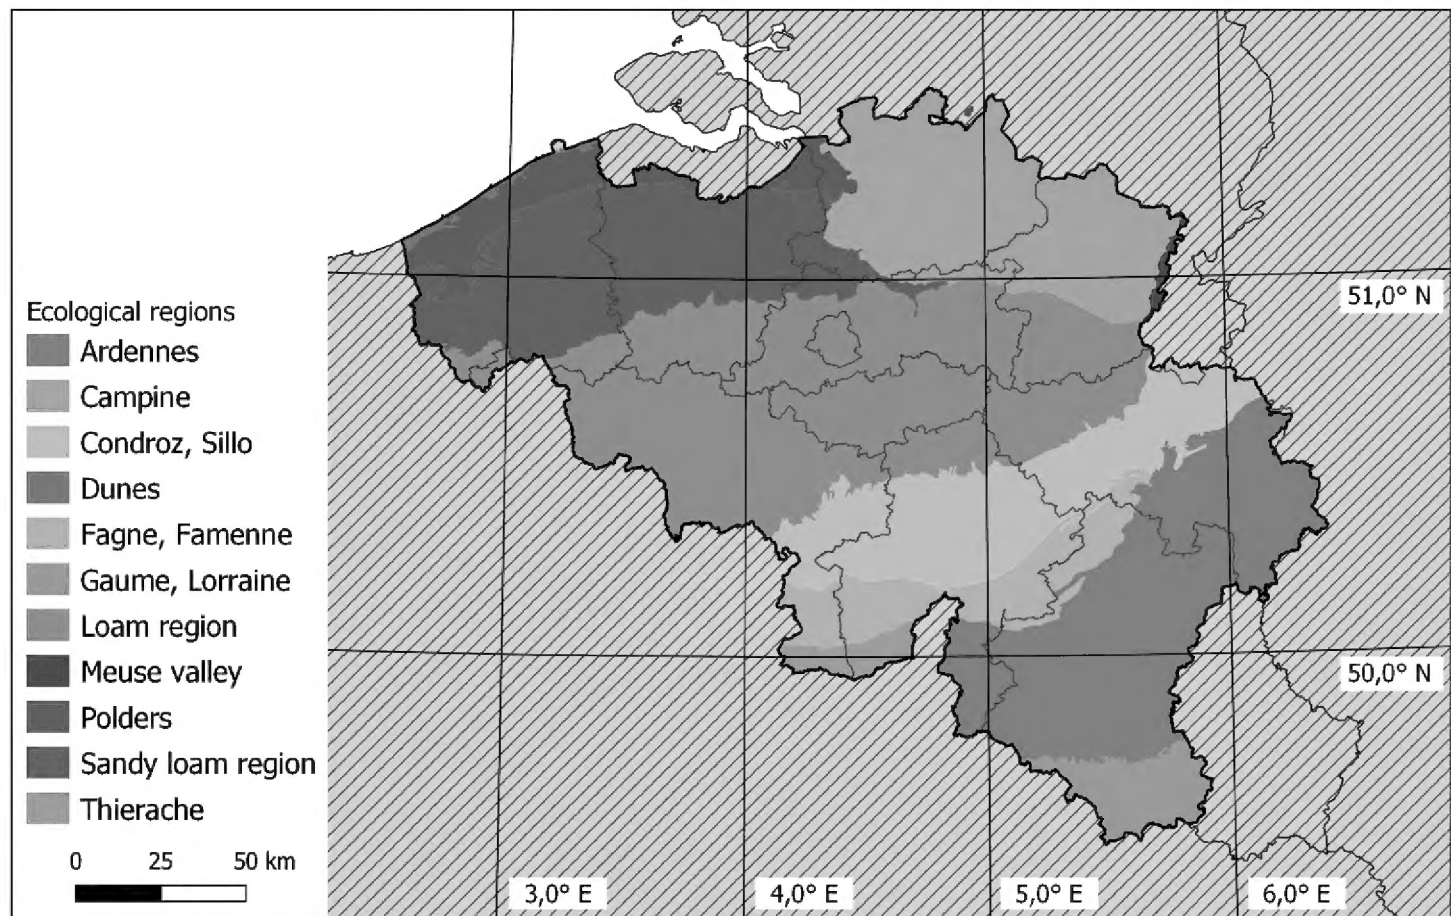 51,0° N
Ecological regions
Ardennes
Campine
Condroz, Sillo
Dunes
Fagne, Famenne
Gaume, Lorraine
Loam region
Meuse valley
Polders
Sandy loam region
Thierache
50,0° N
0 25 50 km
3,0° E 4,0° E 5,0° E 6,0° E